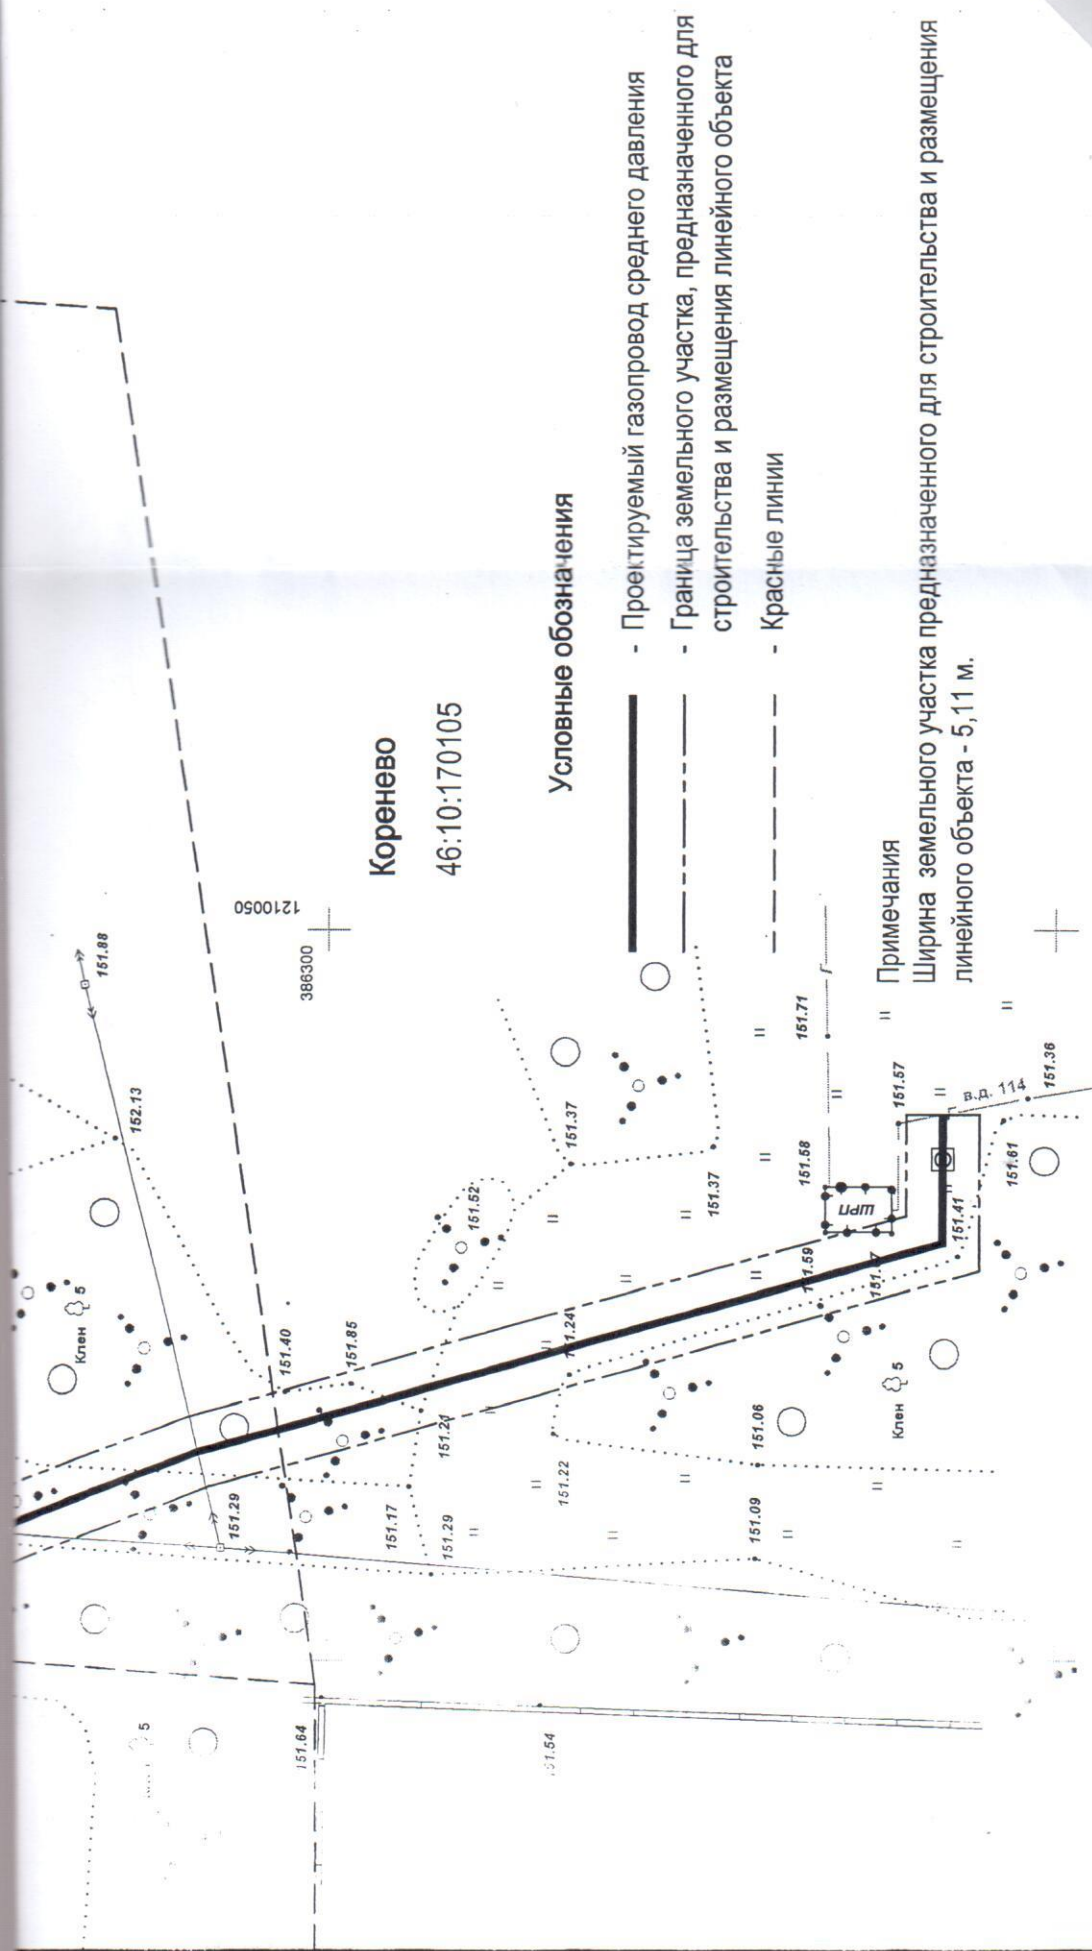 Кореневo
46:10:170105
Условные обозначения
- Проектируемый газопровод среднего давления
- Граница земельного участка, предназначенного для
строительства и размещения линейного объекта
- Красные линии
Примечания
Ширина земельного участка предназначенного для строительства и размещения
линейного объекта - 5,11 м.
386300
1210050
151.88
152.13
Клен 5
151.40
151.85
151.29
151.21
151.17
151.29
151.52
151.37
151.37
151.24
151.22
151.06
151.09
151.58
151.71
151.59
ШРП
Г
151.57
в.д. 114
151.36
151.61
151.41
Клен 5
5
151.64